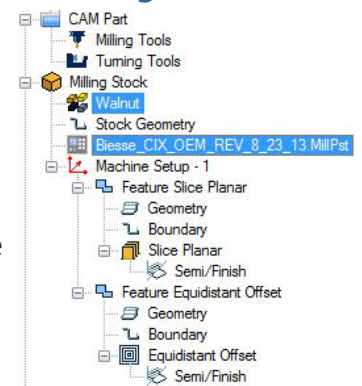 CAM Part
Milling Tools
Turning Tools
Milling Stock
Walnut
Stock Geometry
Biesse_CIX_OEM_REV_8_23_13.MillPst
Machine Setup - 1
Feature Slice Planar
Geometry
Boundary
Slice Planar
Semi/Finish
Feature Equidistant Offset
Geometry
Boundary
Equidistant Offset
Semi/Finish